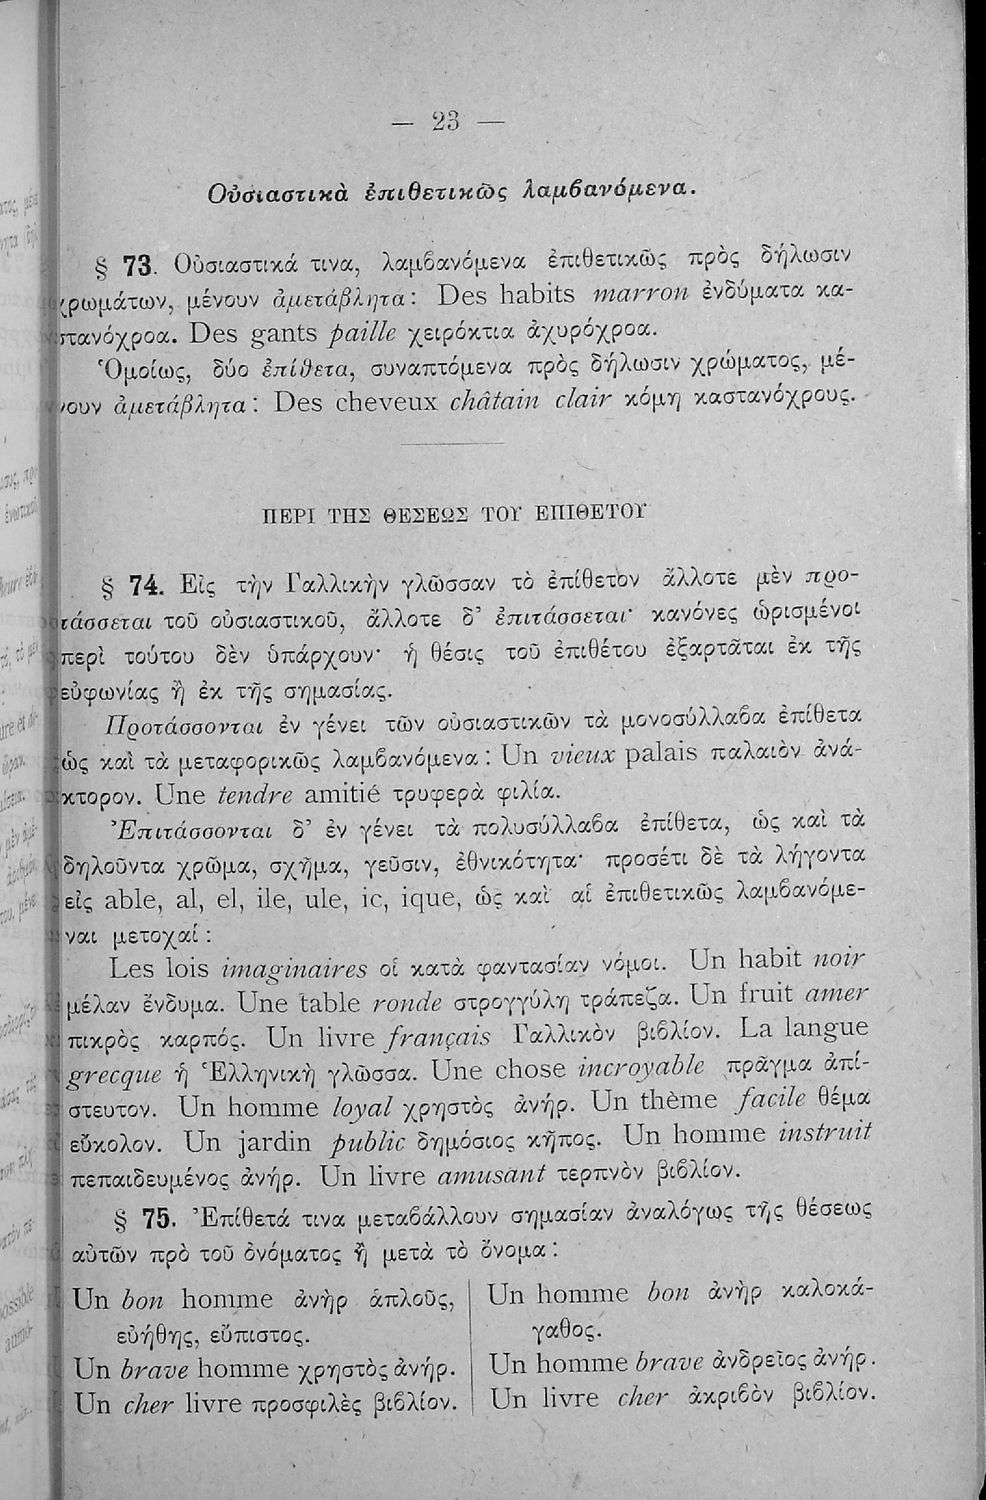 — 23 —
Οὐσιαστικὰ ἐπιθετικῶς λαμβανόμενα.
§ 73. Οὐσιαστικά τινα, λαμβανόμενα ἐπιθετικῶς πρὸς δήλωσιν
χρωμάτων, μένουν ἀμετάβλητα: Des habits marron ἐνδύματα κα-
στανόχροα. Des gants paille χειρόκτια ἀχυρόχροα.
Ὁμοίως, δύο ἐπίθετα, συναπτόμενα πρὸς δήλωσιν χρώματος, μέ-
νουν ἀμετάβλητα: Des cheveux châtain clair κόμη καστανόχρους.
ΠΕΡΙ ΤΗΣ ΘΕΣΕΩΣ ΤΟΥ ΕΠΙΘΕΤΟΥ
§ 74. Εἰς τὴν Γαλλικὴν γλῶσσαν τὸ ἐπίθετον ἄλλοτε μὲν προ-
τάσσεται τοῦ οὐσιαστικοῦ, ἄλλοτε δ' ἐπιτάσσεται· κανόνες ὡρισμένοι
περὶ τούτου δὲν ὑπάρχουν· ἡ θέσις τοῦ ἐπιθέτου ἐξαρτᾶται ἐκ τῆς
εὐφωνίας ἢ ἐκ τῆς σημασίας.
Προτάσσονται ἐν γένει τῶν οὐσιαστικῶν τὰ μονοσύλλαβα ἐπίθετα
ὡς καὶ τὰ μεταφορικῶς λαμβανόμενα: Un vieux palais παλαιὸν ἀνά-
κτορον. Une tendre amitié τρυφερὰ φιλία.
Ἐπιτάσσονται δ' ἐν γένει τὰ πολυσύλλαβα ἐπίθετα, ὡς καὶ τὰ
δηλοῦντα χρῶμα, σχῆμα, γεῦσιν, ἐθνικότητα· προσέτι δὲ τὰ λήγοντα
εἰς able, al, el, ile, ule, ic, ique, ὡς καὶ αἱ ἐπιθετικῶς λαμβανόμε-
ναι μετοχαί:
Les lois imaginaires οἱ κατὰ φαντασίαν νόμοι. Un habit noir
μέλαν ἔνδυμα. Une table ronde στρογγύλη τράπεζα. Un fruit amer
πικρὸς καρπός. Un livre français Γαλλικὸν βιβλίον. La langue
grecque ἡ Ἑλληνικὴ γλῶσσα. Une chose incroyable πρᾶγμα ἀπί-
στευτον. Un homme loyal χρηστὸς ἀνήρ. Un thème facile θέμα
εὔκολον. Un jardin public δημόσιος κῆπος. Un homme instruit
πεπαιδευμένος ἀνήρ. Un livre amusant τερπνὸν βιβλίον.
§ 75. Ἐπίθετά τινα μεταβάλλουν σημασίαν ἀναλόγως τῆς θέσεως
αὐτῶν πρὸ τοῦ ὀνόματος ἢ μετὰ τὸ ὄνομα:
Un bon homme ἀνὴρ ἁπλοῦς,
εὐήθης, εὔπιστος.
Un brave homme χρηστὸς ἀνήρ.
Un cher livre προσφιλὲς βιβλίον.
Un homme bon ἀνὴρ καλοκά-
γαθος.
Un homme brave ἀνδρεῖος ἀνήρ.
Un livre cher ἀκριβὸν βιβλίον.